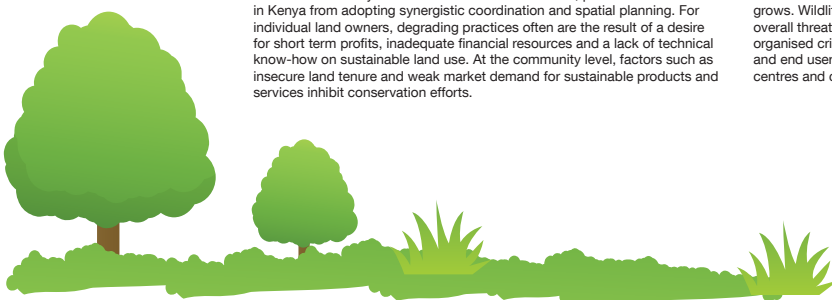 in Kenya from adopting synergistic coordination and spatial planning. For
individual land owners, degrading practices often are the result of a desire
for short term profits, inadequate financial resources and a lack of technical
know-how on sustainable land use. At the community level, factors such as
insecure land tenure and weak market demand for sustainable products and
services inhibit conservation efforts.
grows. Wildlif
overall threat
organised cri
and end user
centres and